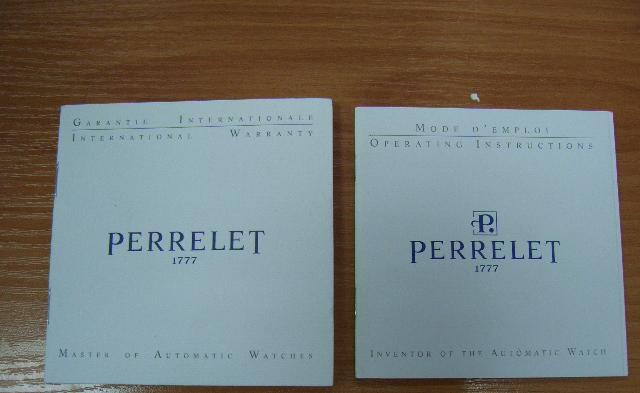 GARANTIE INTERNATIONALE
INTERNATIONAL WARRANTY
PERRELET
1777
MASTER OF AUTOMATIC WATCHES
MODE D'EMPLOI
OPERATING INSTRUCTIONS
P.
PERRELET
1777
INVENTOR OF THE AUTOMATIC WATCH